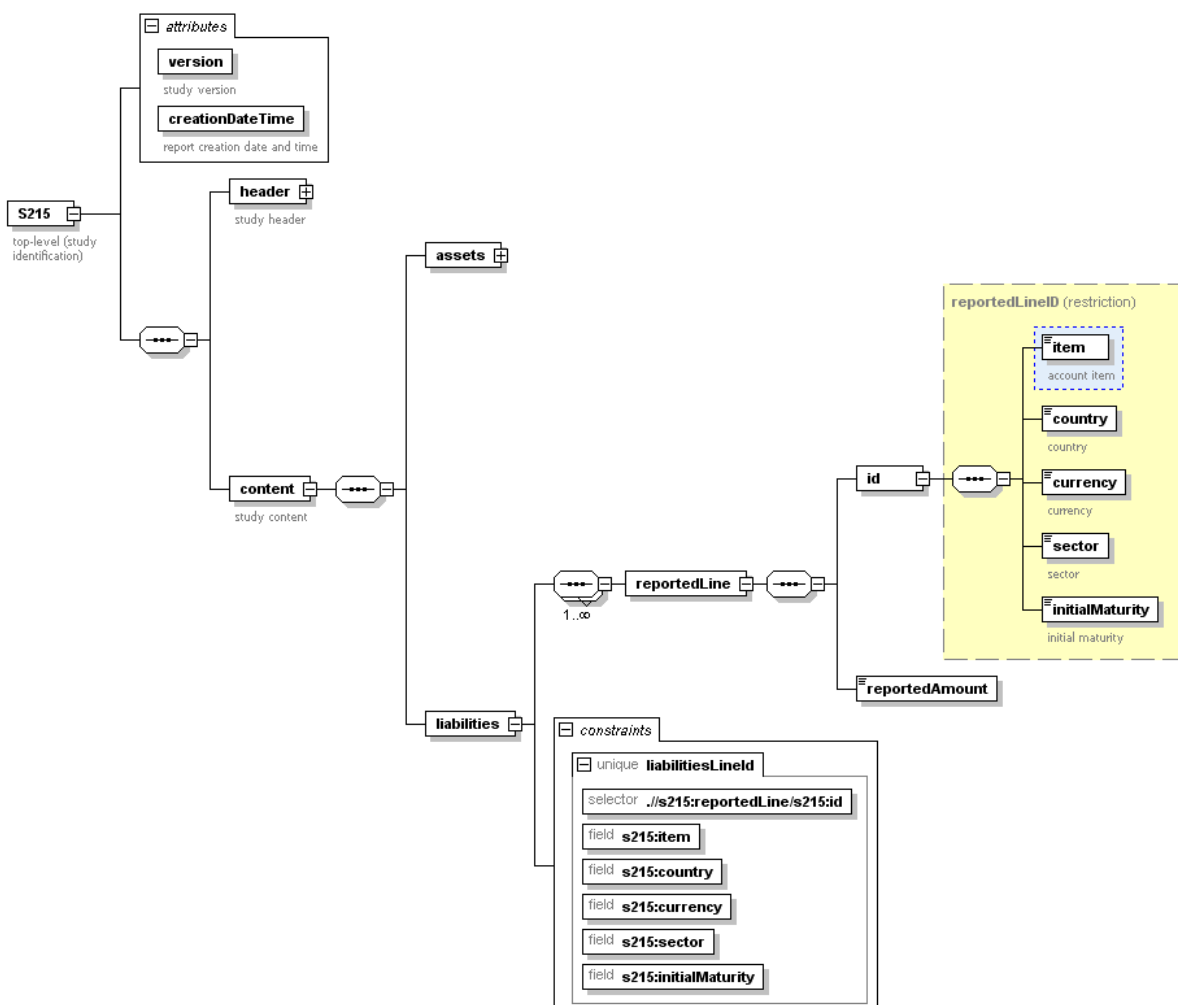 attributes
version
study version
creationDateTime
report creation date and time
header
study header
S215
top-level (study
identification)
assets
reportedLineID (restriction)
item
account item
country
country
currency
currency
sector
sector
initialMaturity
initial maturity
id
content
study content
reportedLine
1..∞
reportedAmount
liabilities
constraints
unique liabilitiesLineId
selector .//s215:reportedLine/s215:id
field s215:item
field s215:country
field s215:currency
field s215:sector
field s215:initialMaturity